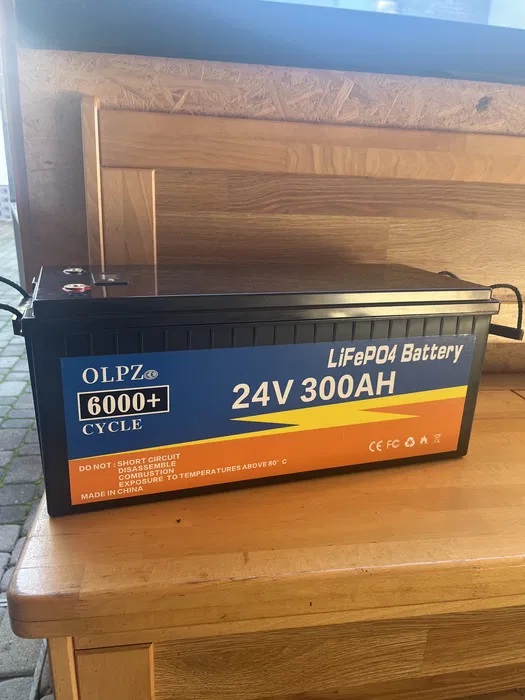 LiFePO4 Battery
OLPZ
24V 300AH
6000+
CYCLE
DO NOT : SHORT CIRCUIT
DISASSEMBLE
COMBUSTION
EXPOSURE TO TEMPERATURES ABOVE 80° C
MADE IN CHINA
CE FC